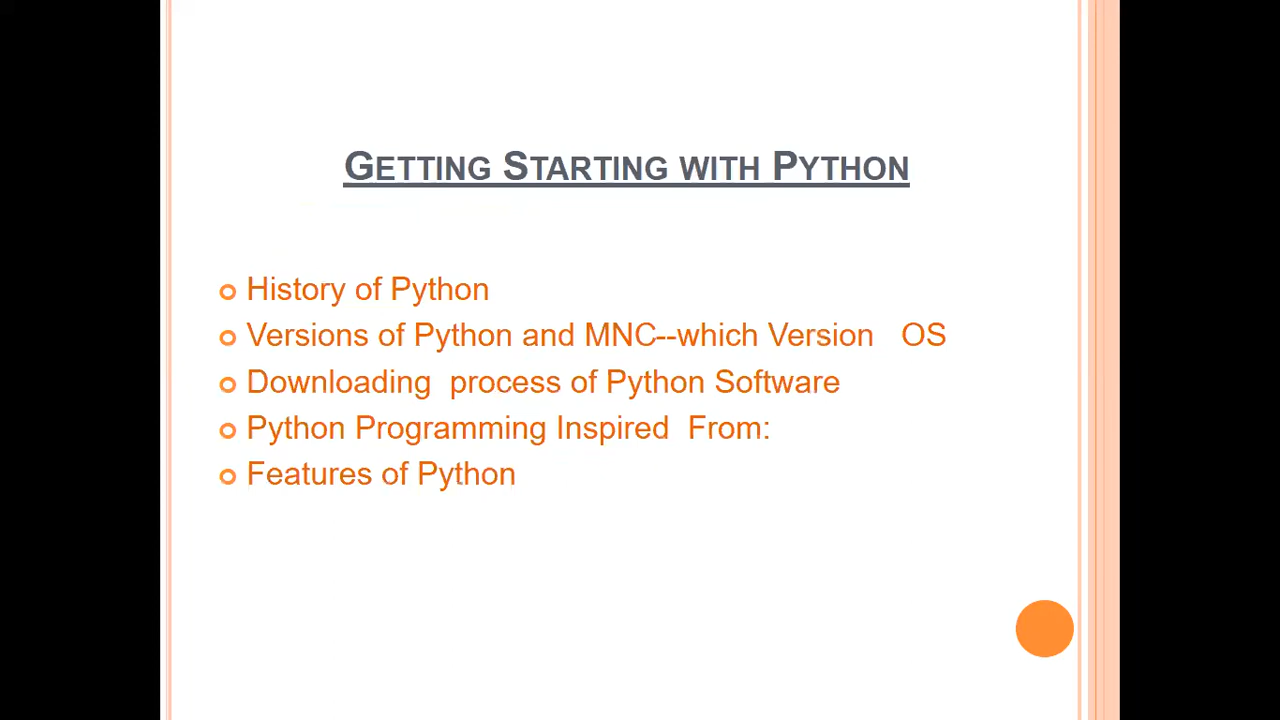 GETTING STARTING WITH PYTHON
History of Python
Versions of Python and MNC--which Version OS
Downloading process of Python Software
Python Programming Inspired From:
Features of Python